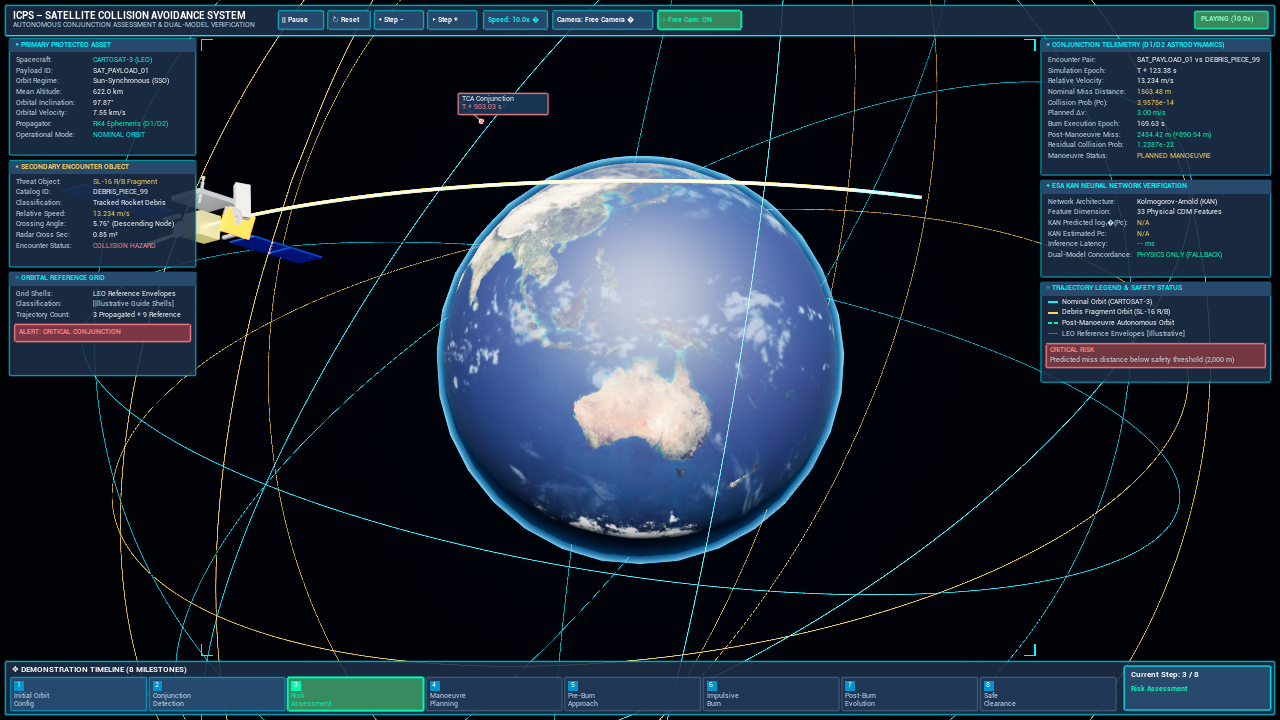 ICPS – SATELLITE COLLISION AVOIDANCE SYSTEM
AUTONOMOUS CONJUNCTION ASSESSMENT & DUAL-MODEL VERIFICATION
|| Pause
↻ Reset
◂ Step −
▸ Step +
Speed: 10.0x �
Camera: Free Camera �
Free Cam: ON
PLAYING (10.0x)
• PRIMARY PROTECTED ASSET
Spacecraft: CARTOSAT-3 (LEO)
Payload ID: SAT_PAYLOAD_01
Orbit Regime: Sun-Synchronous (SSO)
Mean Altitude: 622.0 km
Orbital Inclination: 97.87°
Orbital Velocity: 7.55 km/s
Propagator: RK4 Ephemeris (D1/D2)
Operational Mode: NOMINAL ORBIT
• SECONDARY ENCOUNTER OBJECT
Threat Object: SL-16 R/B Fragment
Catalog ID: DEBRIS_PIECE_99
Classification: Tracked Rocket Debris
Relative Speed: 13.234 m/s
Crossing Angle: 5.76° (Descending Node)
Radar Cross Sec: 0.85 m²
Encounter Status: COLLISION HAZARD
ORBITAL REFERENCE GRID
Grid Shells: LEO Reference Envelopes
Classification: [Illustrative Guide Shells]
Trajectory Count: 3 Propagated + 9 Reference
ALERT: CRITICAL CONJUNCTION
TCA Conjunction
T + 903.03 s
• CONJUNCTION TELEMETRY (D1/D2 ASTRODYNAMICS)
Encounter Pair: SAT_PAYLOAD_01 vs DEBRIS_PIECE_99
Simulation Epoch: T + 123.38 s
Relative Velocity: 13.234 m/s
Nominal Miss Distance: 1563.48 m
Collision Prob (Pc): 3.9575e-14
Planned Δv: 3.00 m/s
Burn Execution Epoch: 169.63 s
Post-Manoeuvre Miss: 2454.42 m (+890.94 m)
Residual Collision Prob: 1.2387e-22
Manoeuvre Status: PLANNED MANOEUVRE
• ESA KAN NEURAL NETWORK VERIFICATION
Network Architecture: Kolmogorov-Arnold (KAN)
Feature Dimension: 33 Physical CDM Features
KAN Predicted log,�(Pc): N/A
KAN Estimated Pc: N/A
Inference Latency: -- ms
Dual-Model Concordance: PHYSICS ONLY (FALLBACK)
TRAJECTORY LEGEND & SAFETY STATUS
Nominal Orbit (CARTOSAT-3)
Debris Fragment Orbit (SL-16 R/B)
Post-Manoeuvre Autonomous Orbit
LEO Reference Envelopes [Illustrative]
CRITICAL RISK
Predicted miss distance below safety threshold (2,000 m)
❖ DEMONSTRATION TIMELINE (8 MILESTONES)
1
Initial Orbit
Config
2
Conjunction
Detection
3
Risk
Assessment
4
Manoeuvre
Planning
5
Pre-Burn
Approach
6
Impulsive
Burn
7
Post-Burn
Evolution
8
Safe
Clearance
Current Step: 3 / 8
Risk Assessment